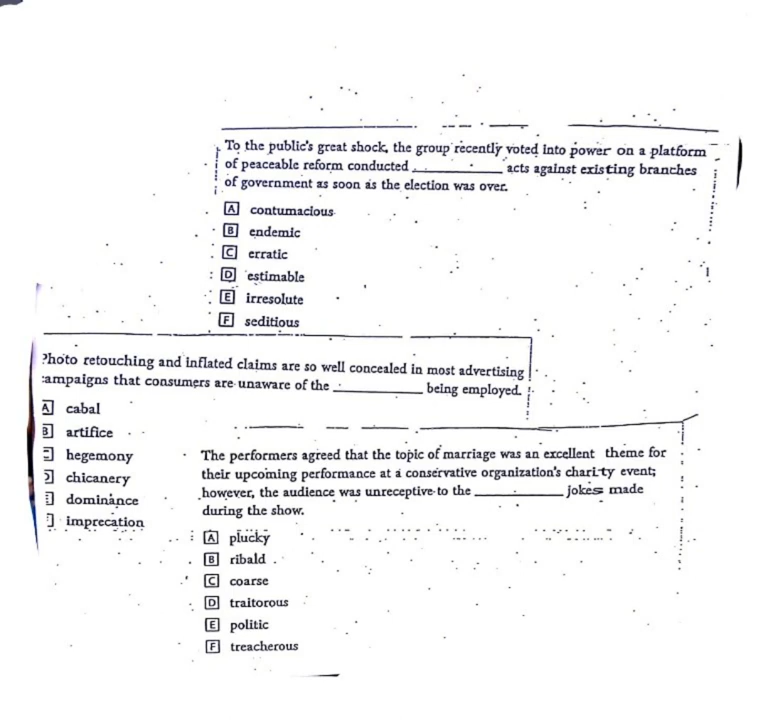 To the public's great shock, the group recently voted into power on a platform
of peaceable reform conducted __________ acts against existing branches
of government as soon as the election was over.
A contumacious
B endemic
C erratic
D estimable
E irresolute
F seditious
Photo retouching and inflated claims are so well concealed in most advertising
campaigns that consumers are unaware of the __________ being employed.
A cabal
B artifice
hegemony
chicanery
dominance
imprecation
The performers agreed that the topic of marriage was an excellent theme for
their upcoming performance at a conservative organization's charity event;
however, the audience was unreceptive to the __________ jokes made
during the show.
A plucky
B ribald
C coarse
D traitorous
E politic
F treacherous